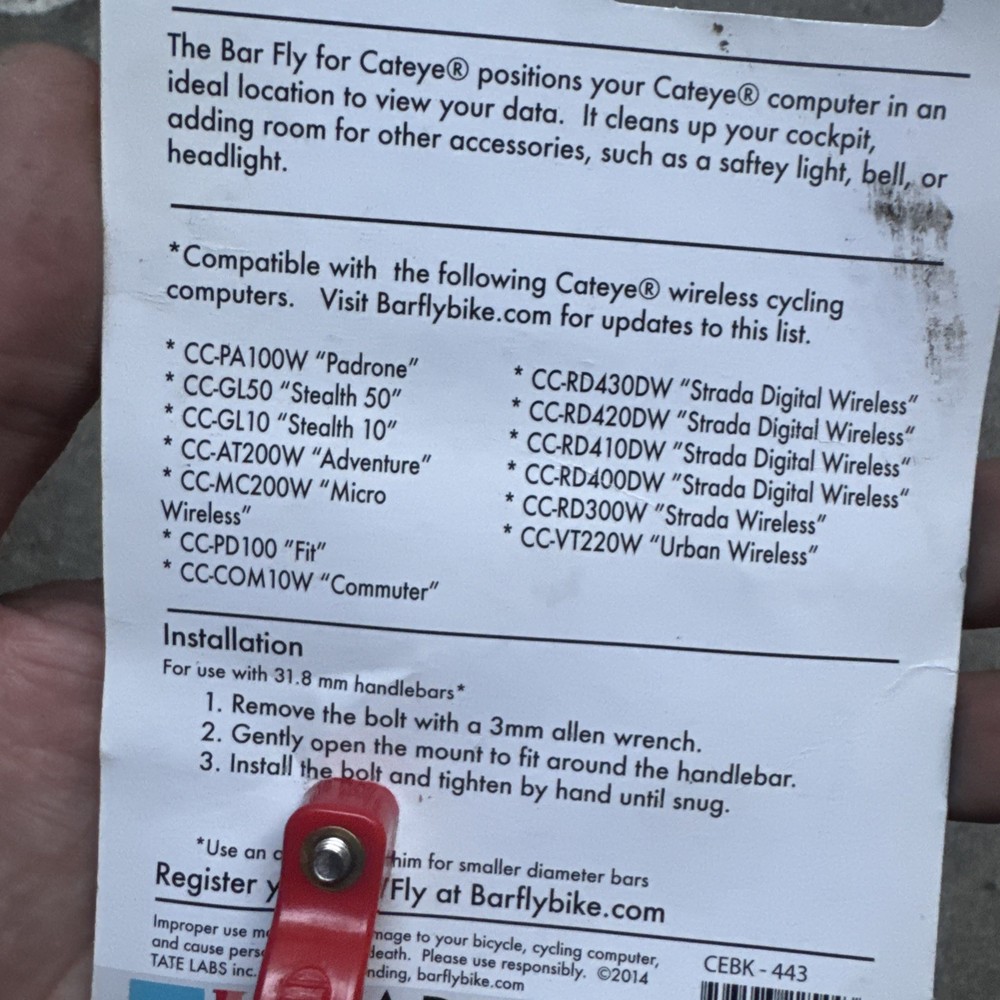 The Bar Fly for Cateye® positions your Cateye® computer in an
ideal location to view your data. It cleans up your cockpit,
adding room for other accessories, such as a saftey light, bell, or
headlight.
*Compatible with the following Cateye® wireless cycling
computers. Visit Barflybike.com for updates to this list.
* CC-PA100W “Padrone”
* CC-GL50 “Stealth 50”
* CC-GL10 “Stealth 10”
* CC-AT200W “Adventure”
* CC-MC200W “Micro
Wireless”
* CC-PD100 “Fit”
* CC-COM10W “Commuter”
* CC-RD430DW “Strada Digital Wireless”
* CC-RD420DW “Strada Digital Wireless”
* CC-RD410DW “Strada Digital Wireless”
* CC-RD400DW “Strada Digital Wireless”
* CC-RD300W “Strada Wireless”
* CC-VT220W “Urban Wireless”
Installation
For use with 31.8 mm handlebars*
1. Remove the bolt with a 3mm allen wrench.
2. Gently open the mount to fit around the handlebar.
3. Install the bolt and tighten by hand until snug.
*Use an for smaller diameter bars
Register Fly at Barflybike.com
Improper use to your bicycle, cycling computer,
and cause Please use responsibly. ©2014
TATE LABS inc. barflybike.com
CEBK - 443